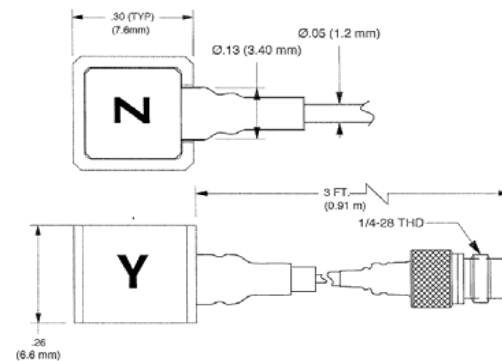 .30 (TYP)
(7.6mm)
Ø.13 (3.40 mm)
Ø.05 (1.2 mm)
N
3 FT.
(0.91 m)
1/4-28 THD
Y
.26
(6.6 mm)